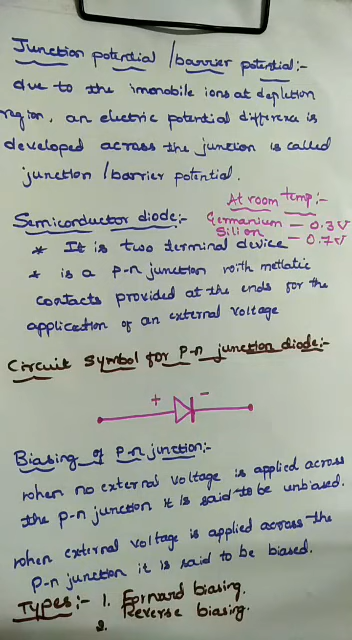 Junction potential / barrier potential:-
due to the immobile ions at depletion
region, an electric potential difference is
developed across the junction is called
junction / barrier potential.
At room temp:-
Germanium - 0.3V
Silion - 0.7V
Semiconductor diode:-
* It is two terminal device
* is a p-n junction with metlatic
contacts provided at the ends for the
application of an external voltage
Circuit Symbol for P-n junction diode:-
+ -
Biasing of P-n junction:-
when no external voltage is applied across
the p-n junction it is said to be unbiased.
when external voltage is applied across the
p-n junction it is said to be biased.
Types:- 1. Forward biasing.
2. Reverse biasing.